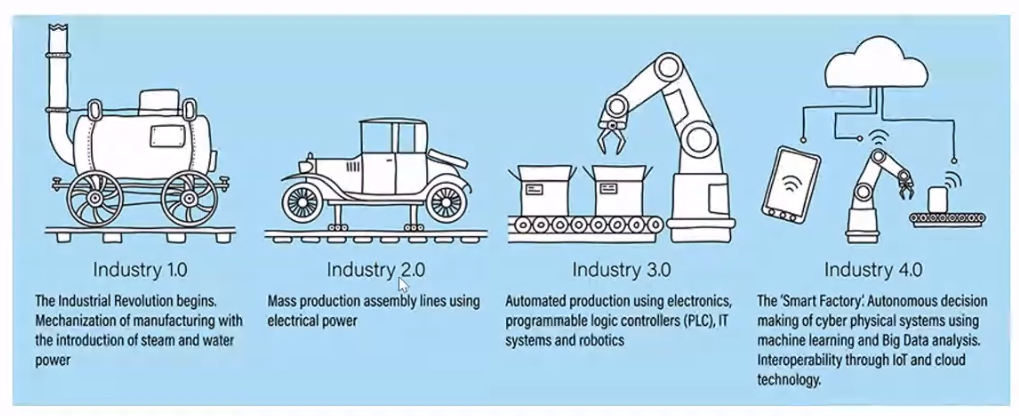 Industry 1.0
The Industrial Revolution begins.
Mechanization of manufacturing with
the introduction of steam and water
power
Industry 2.0
Mass production assembly lines using
electrical power
Industry 3.0
Automated production using electronics,
programmable logic controllers (PLC), IT
systems and robotics
Industry 4.0
The 'Smart Factory'. Autonomous decision
making of cyber physical systems using
machine learning and Big Data analysis.
Interoperability through IoT and cloud
technology.